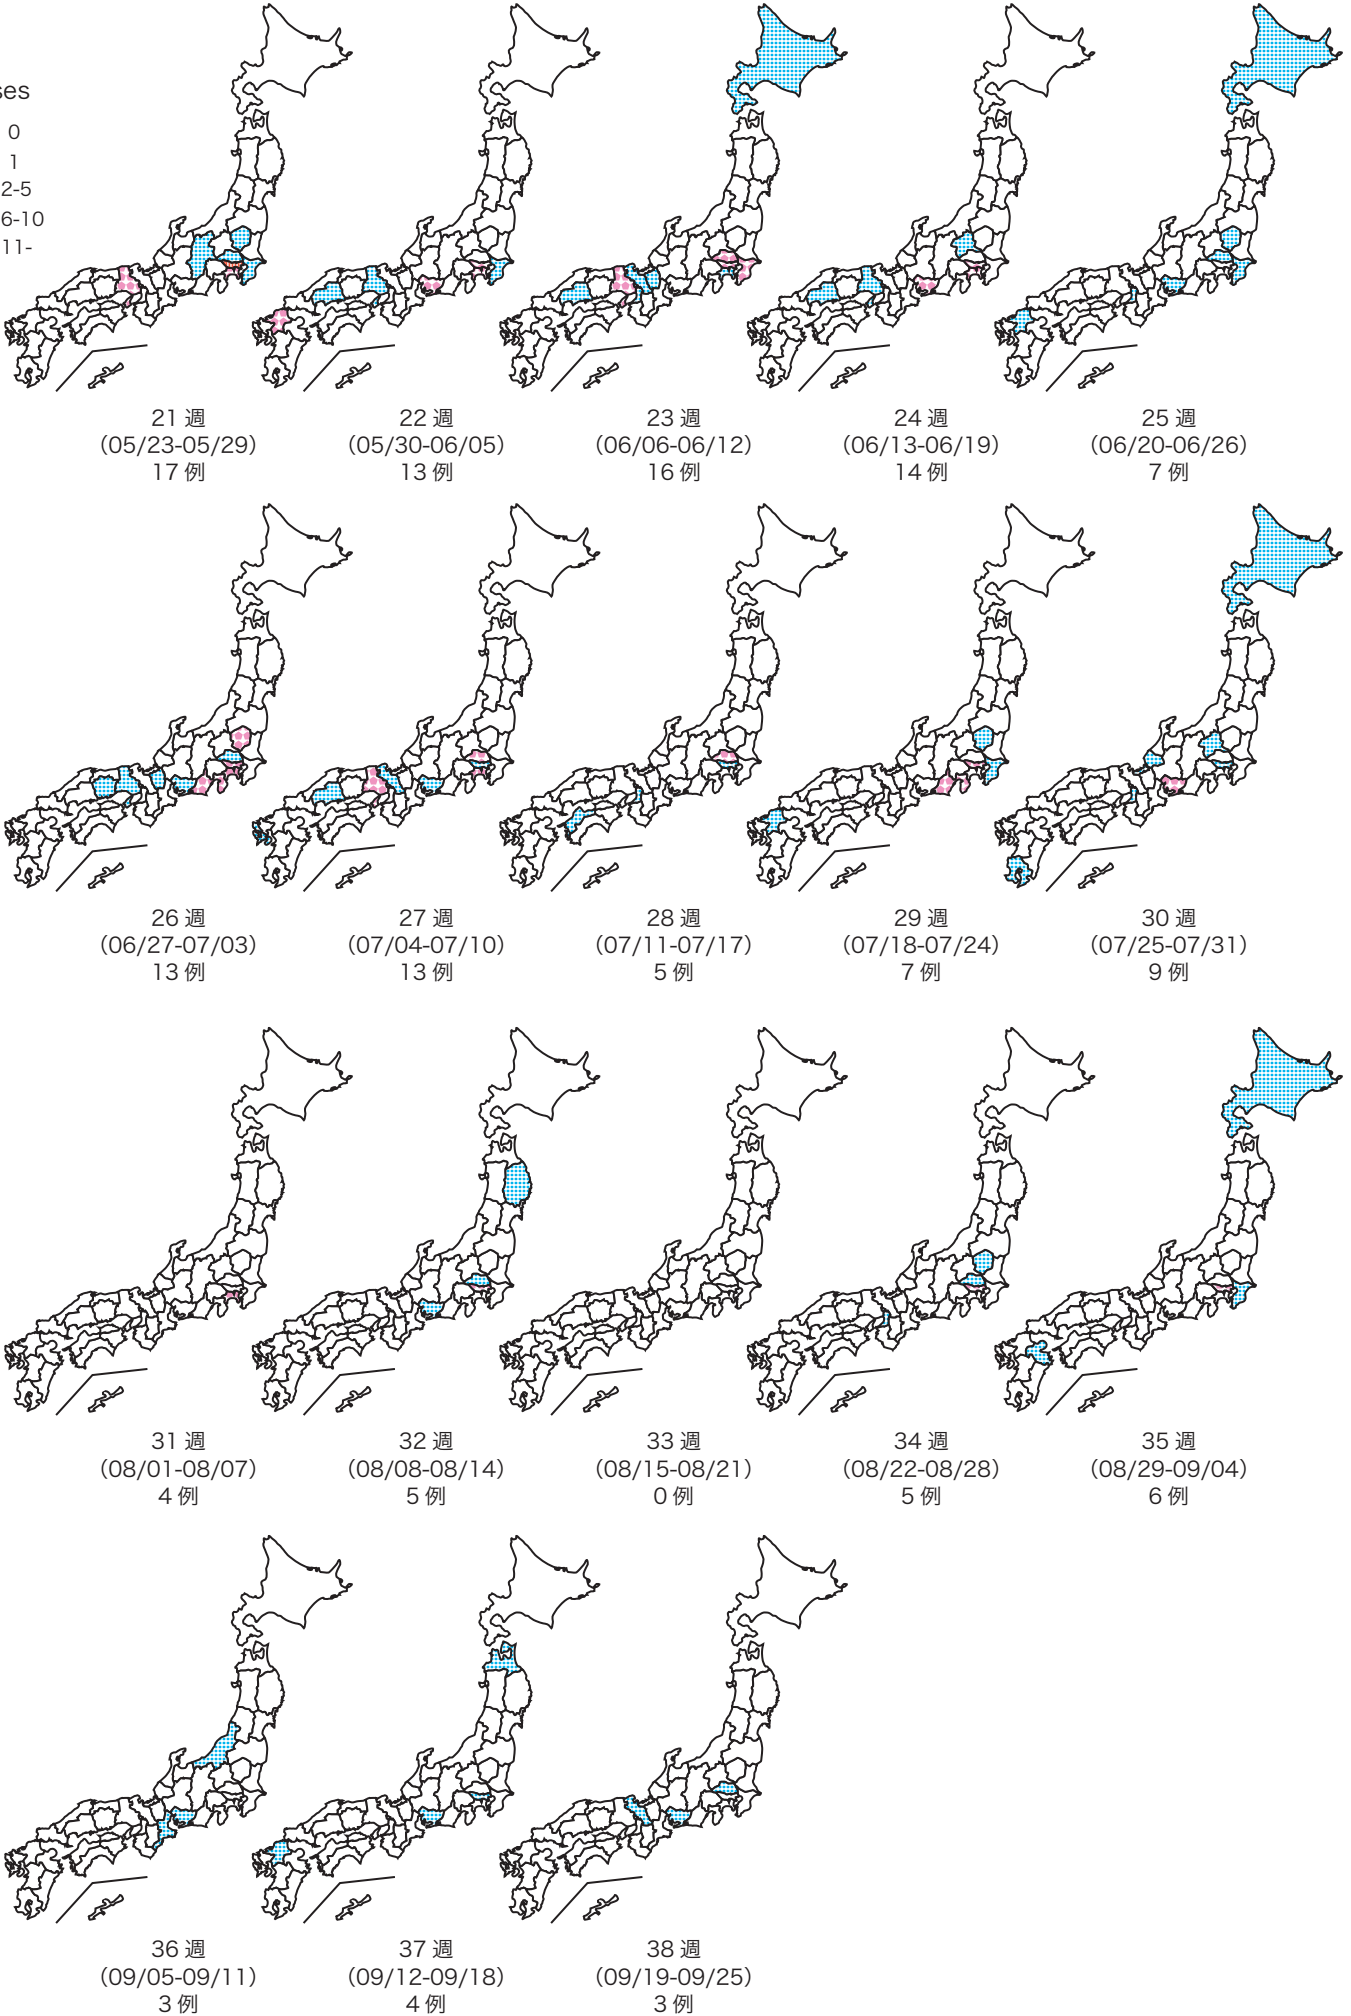 ses
0
1
2-5
6-10
11-
21 週
(05/23-05/29)
17 例
22 週
(05/30-06/05)
13 例
23 週
(06/06-06/12)
16 例
24 週
(06/13-06/19)
14 例
25 週
(06/20-06/26)
7 例
26 週
(06/27-07/03)
13 例
27 週
(07/04-07/10)
13 例
28 週
(07/11-07/17)
5 例
29 週
(07/18-07/24)
7 例
30 週
(07/25-07/31)
9 例
31 週
(08/01-08/07)
4 例
32 週
(08/08-08/14)
5 例
33 週
(08/15-08/21)
0 例
34 週
(08/22-08/28)
5 例
35 週
(08/29-09/04)
6 例
36 週
(09/05-09/11)
3 例
37 週
(09/12-09/18)
4 例
38 週
(09/19-09/25)
3 例